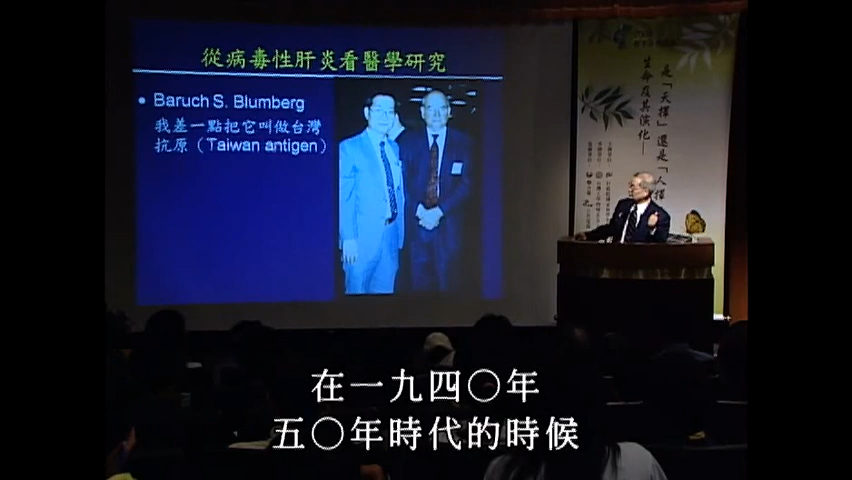 從病毒性肝炎看醫學研究
• Baruch S. Blumberg
我差一點把它叫做台灣
抗原（Taiwan antigen）
是「天擇」還是「人擇
生命及其演化—
在一九四○年
五○年時代的時候